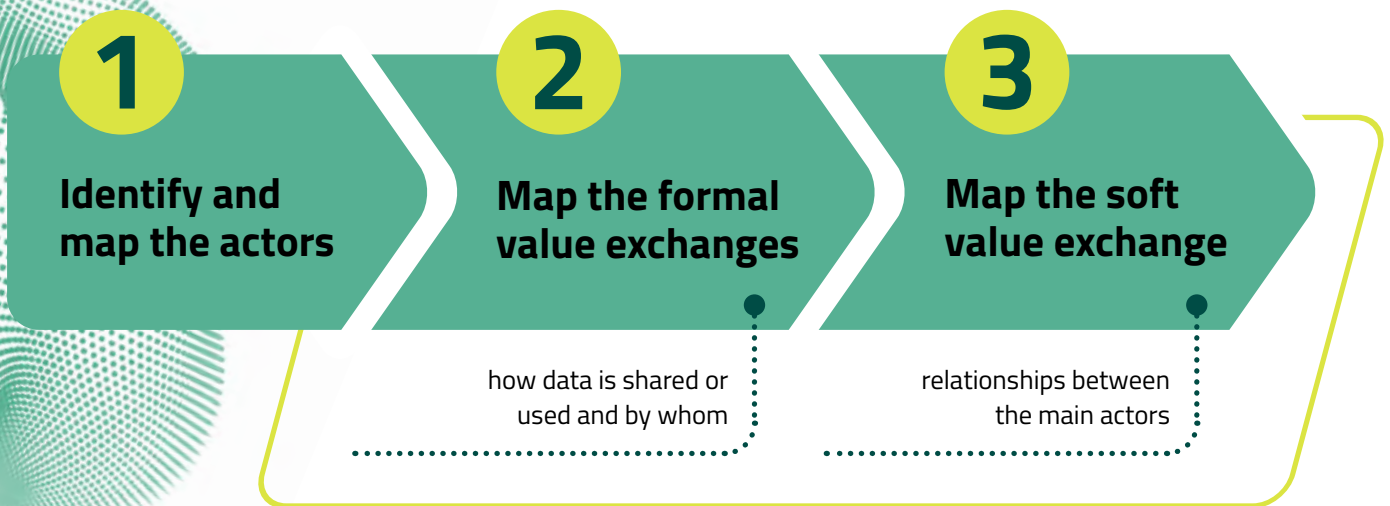 1
Identify and
map the actors
2
Map the formal
value exchanges
how data is shared or
used and by whom
3
Map the soft
value exchange
relationships between
the main actors